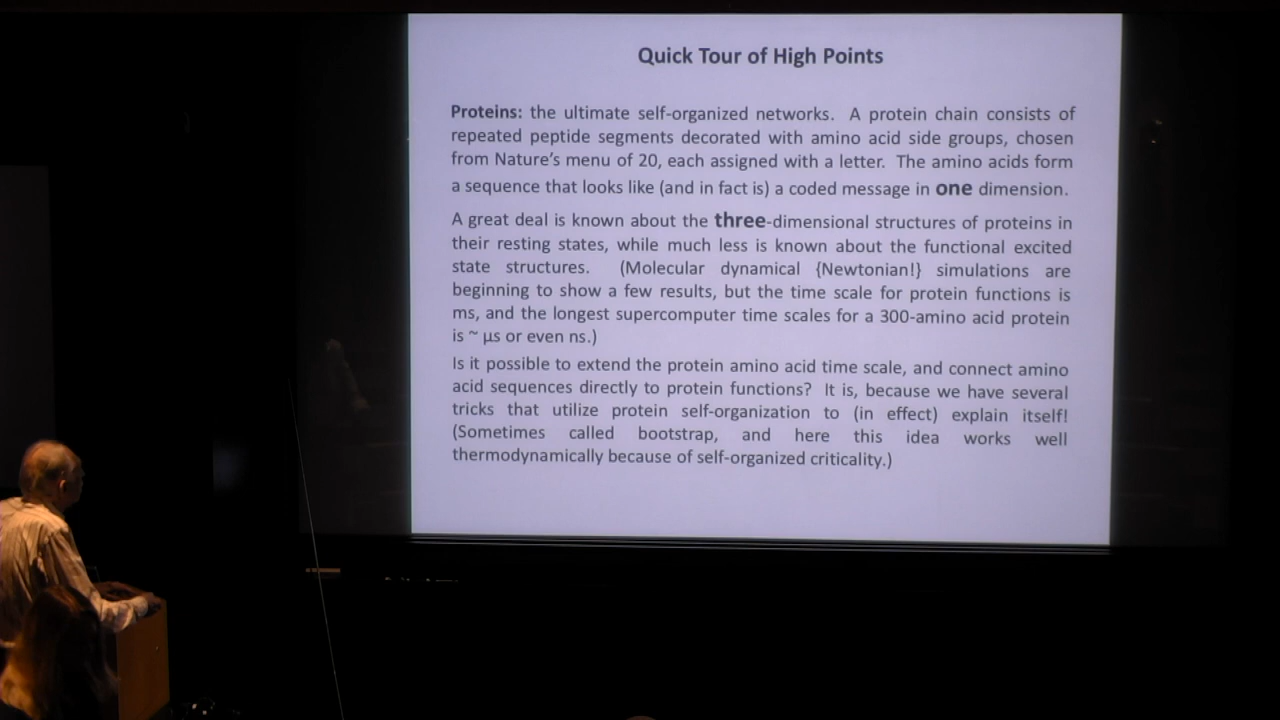 Quick Tour of High Points
Proteins: the ultimate self-organized networks. A protein chain consists of
repeated peptide segments decorated with amino acid side groups, chosen
from Nature's menu of 20, each assigned with a letter. The amino acids form
a sequence that looks like (and in fact is) a coded message in one dimension.
A great deal is known about the three-dimensional structures of proteins in
their resting states, while much less is known about the functional excited
state structures. (Molecular dynamical {Newtonian!} simulations are
beginning to show a few results, but the time scale for protein functions is
ms, and the longest supercomputer time scales for a 300-amino acid protein
is ~ µs or even ns.)
Is it possible to extend the protein amino acid time scale, and connect amino
acid sequences directly to protein functions? It is, because we have several
tricks that utilize protein self-organization to (in effect) explain itself!
(Sometimes called bootstrap, and here this idea works well
thermodynamically because of self-organized criticality.)